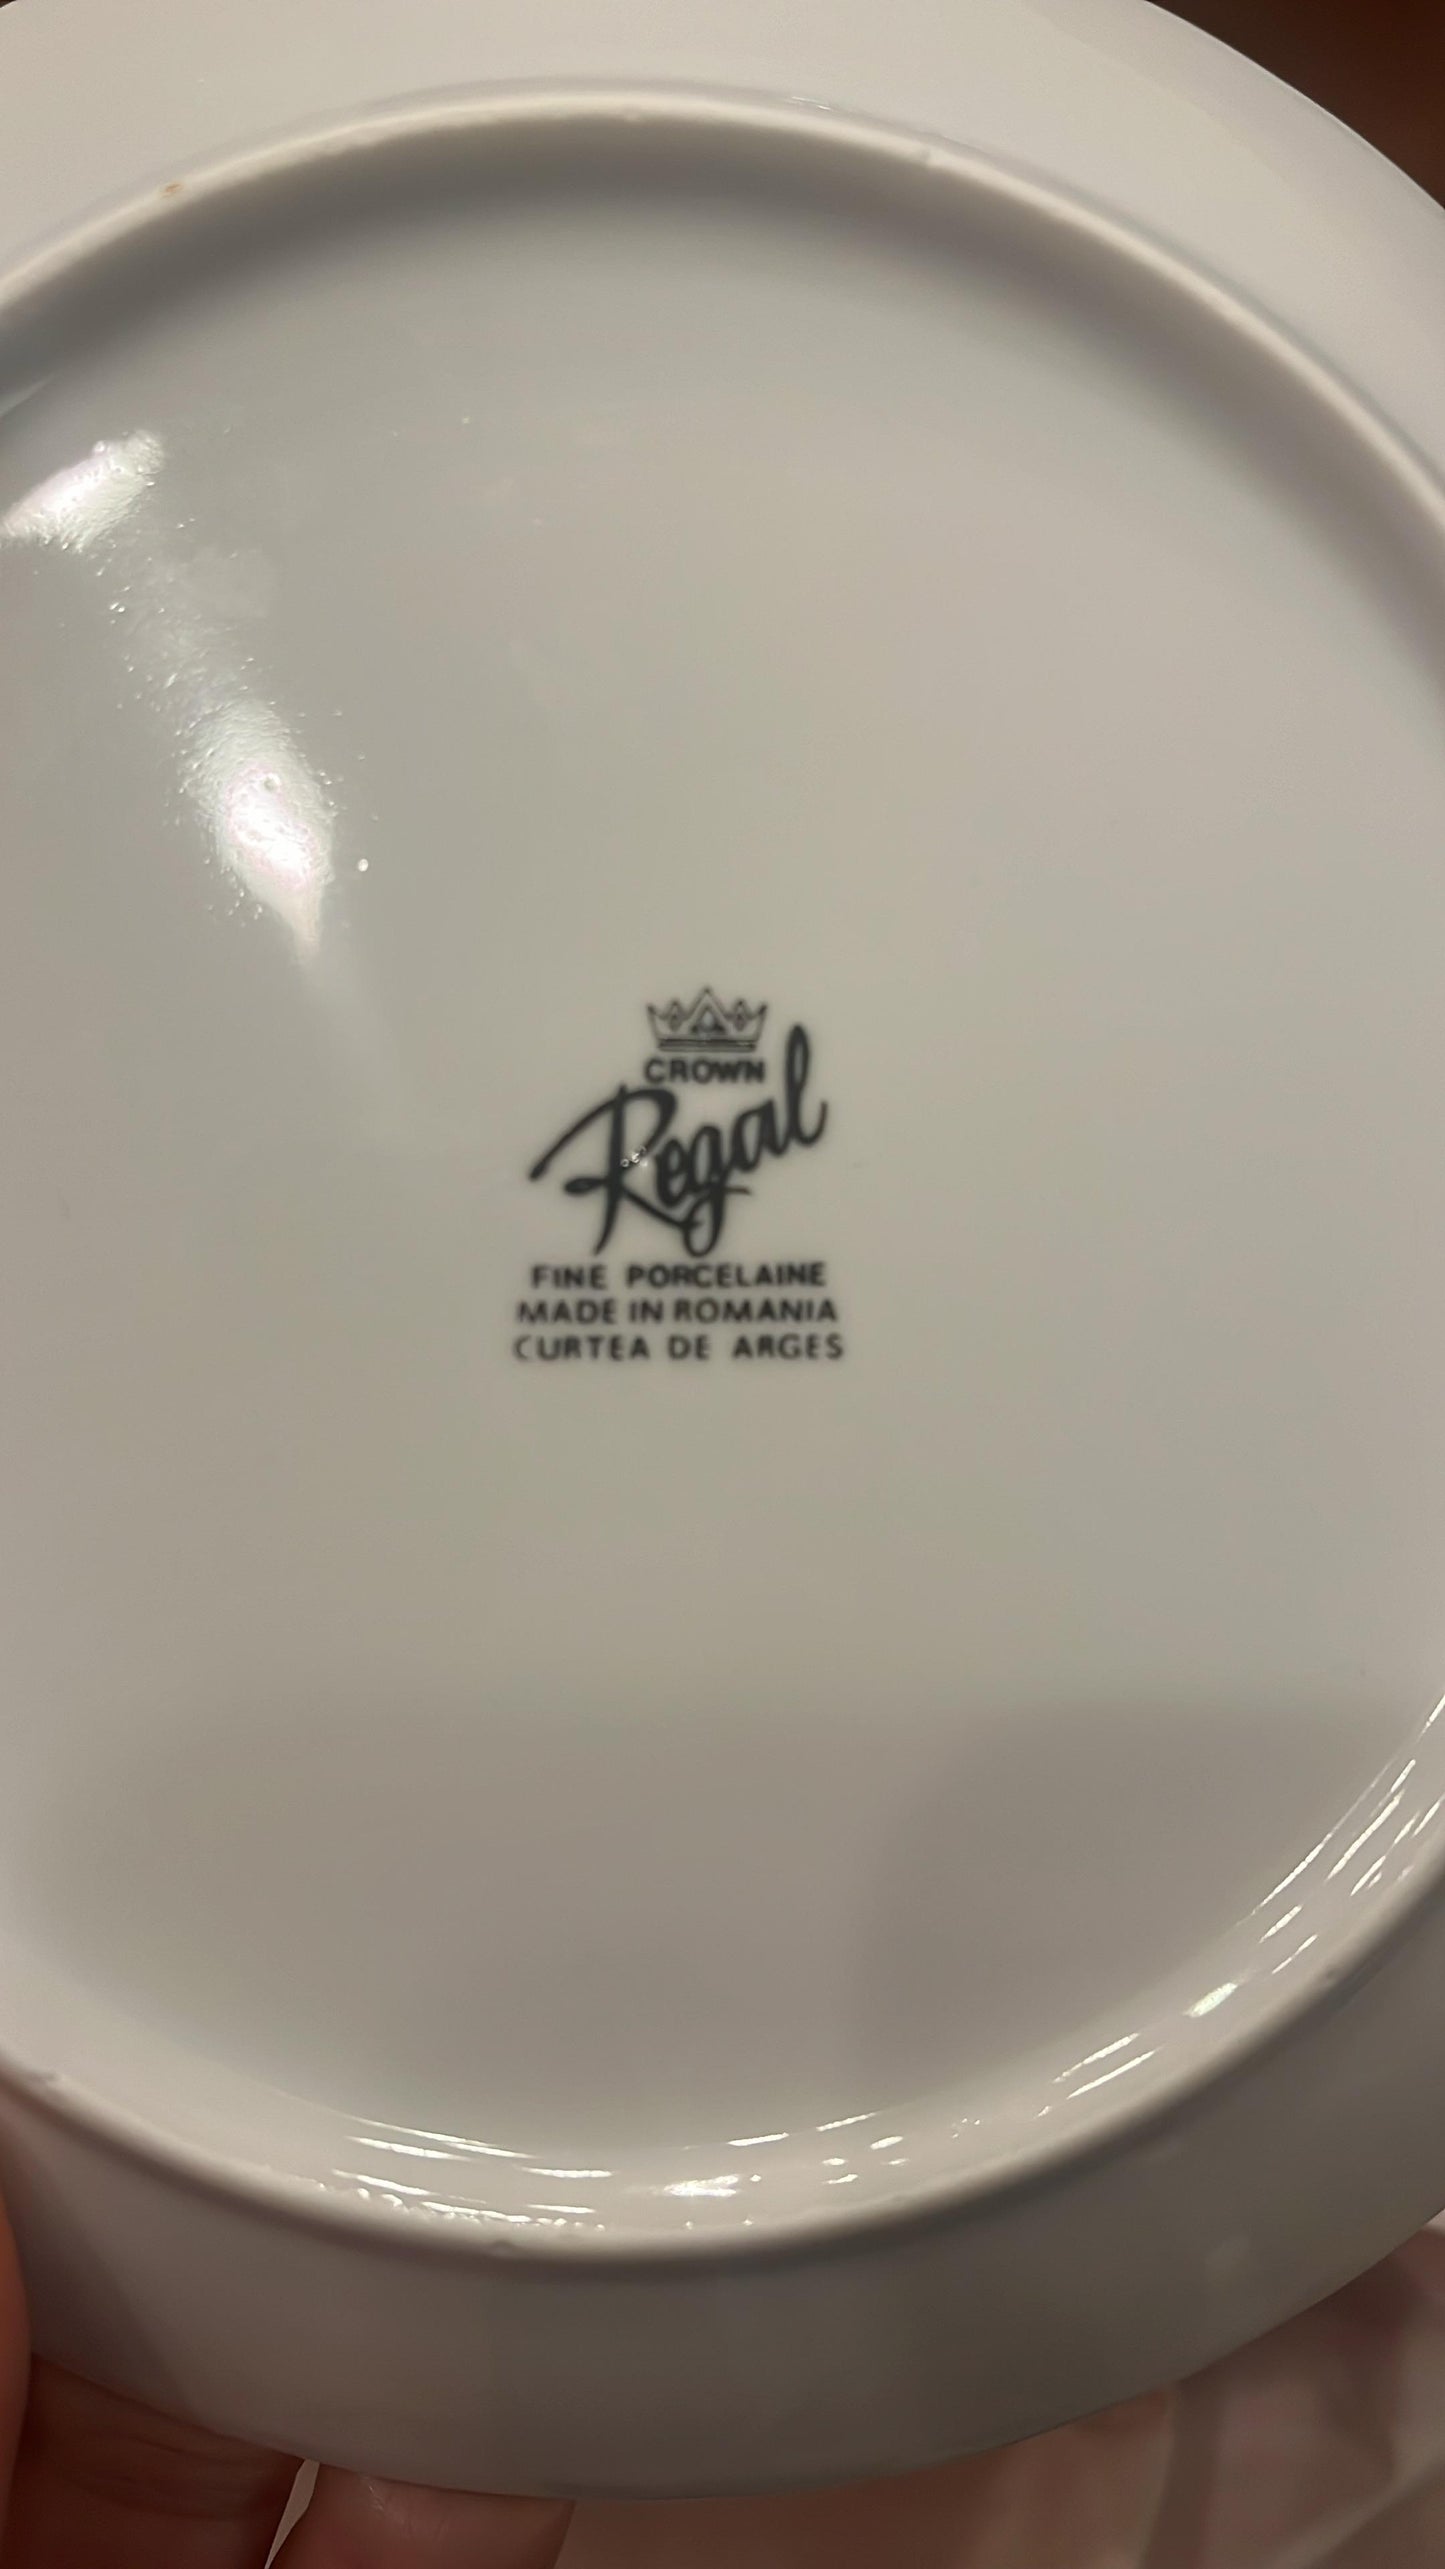 CROWN
Regal
FINE PORCELAINE
MADE IN ROMANIA
CURTEA DE ARGES